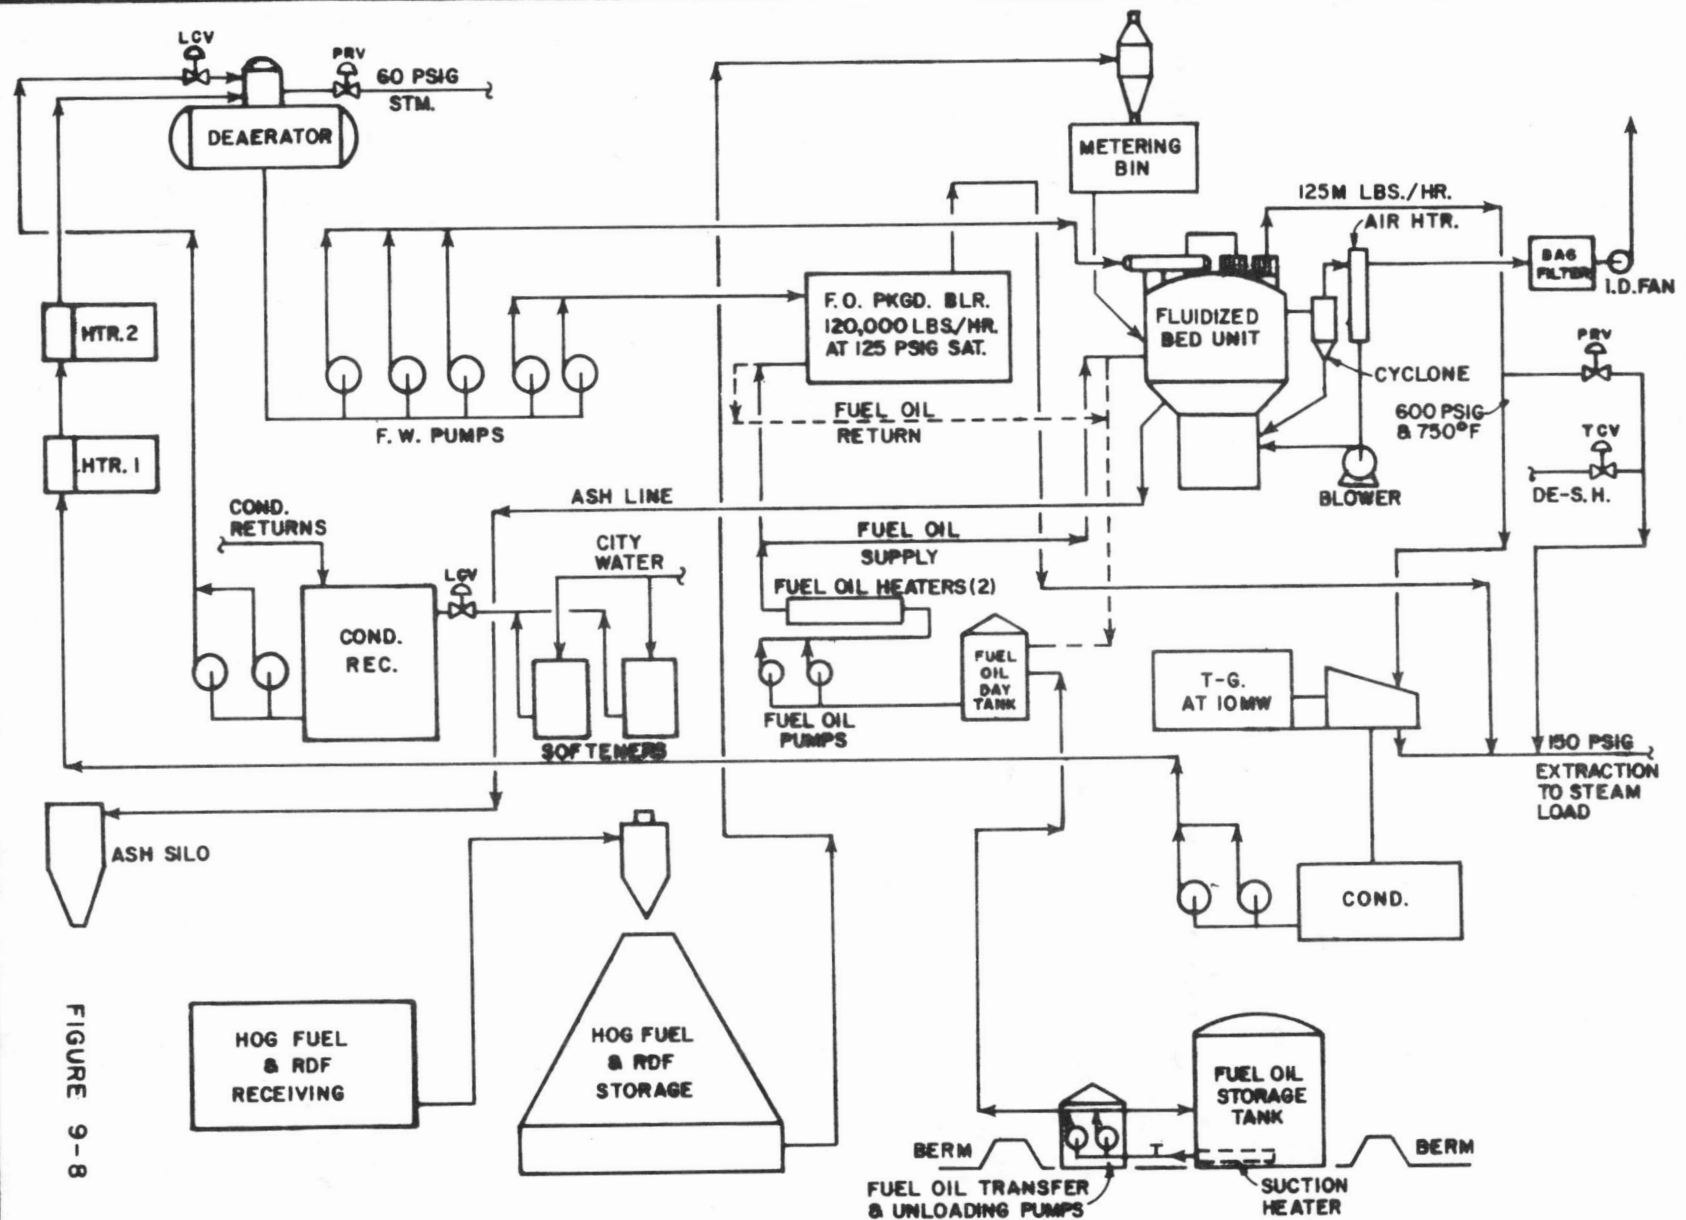 LCV
PRV
60 PSIG
STM.
DEAERATOR
METERING
BIN
125M LBS./HR.
AIR HTR.
BAG
FILTER
I.D. FAN
HTR. 2
F.O. PKGD. BLR.
120,000 LBS./HR.
AT 125 PSIG SAT.
FLUIDIZED
BED UNIT
PRV
CYCLONE
FUEL OIL
RETURN
600 PSIG
& 750°F
F.W. PUMPS
TCV
HTR. 1
DE-S.H.
BLOWER
ASH LINE
COND.
RETURNS
FUEL OIL
SUPPLY
CITY
WATER
LCV
FUEL OIL HEATERS (2)
COND.
REC.
FUEL
OIL
DAY
TANK
T-G.
AT 10MW
FUEL OIL
PUMPS
SOFTENERS
150 PSIG
EXTRACTION
TO STEAM
LOAD
ASH SILO
COND.
HOG FUEL
& RDF
RECEIVING
HOG FUEL
& RDF
STORAGE
FUEL OIL
STORAGE
TANK
BERM
T
BERM
FUEL OIL TRANSFER
& UNLOADING PUMPS
SUCTION
HEATER
FIGURE 9-8